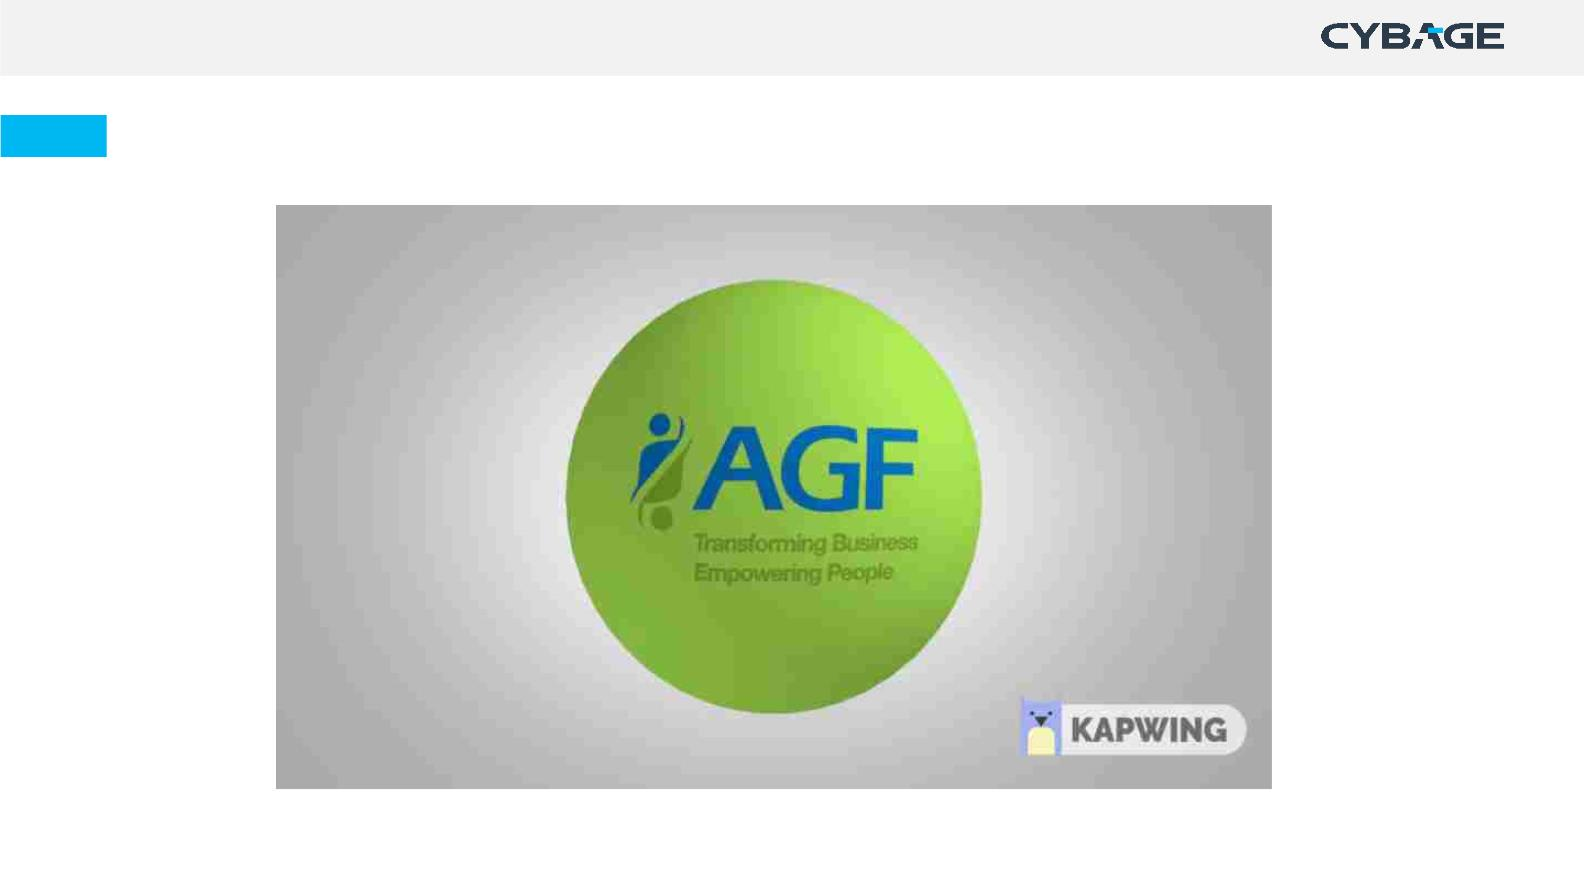 CYBAGE
AGF
Transforming Business
Empowering People
KAPWING